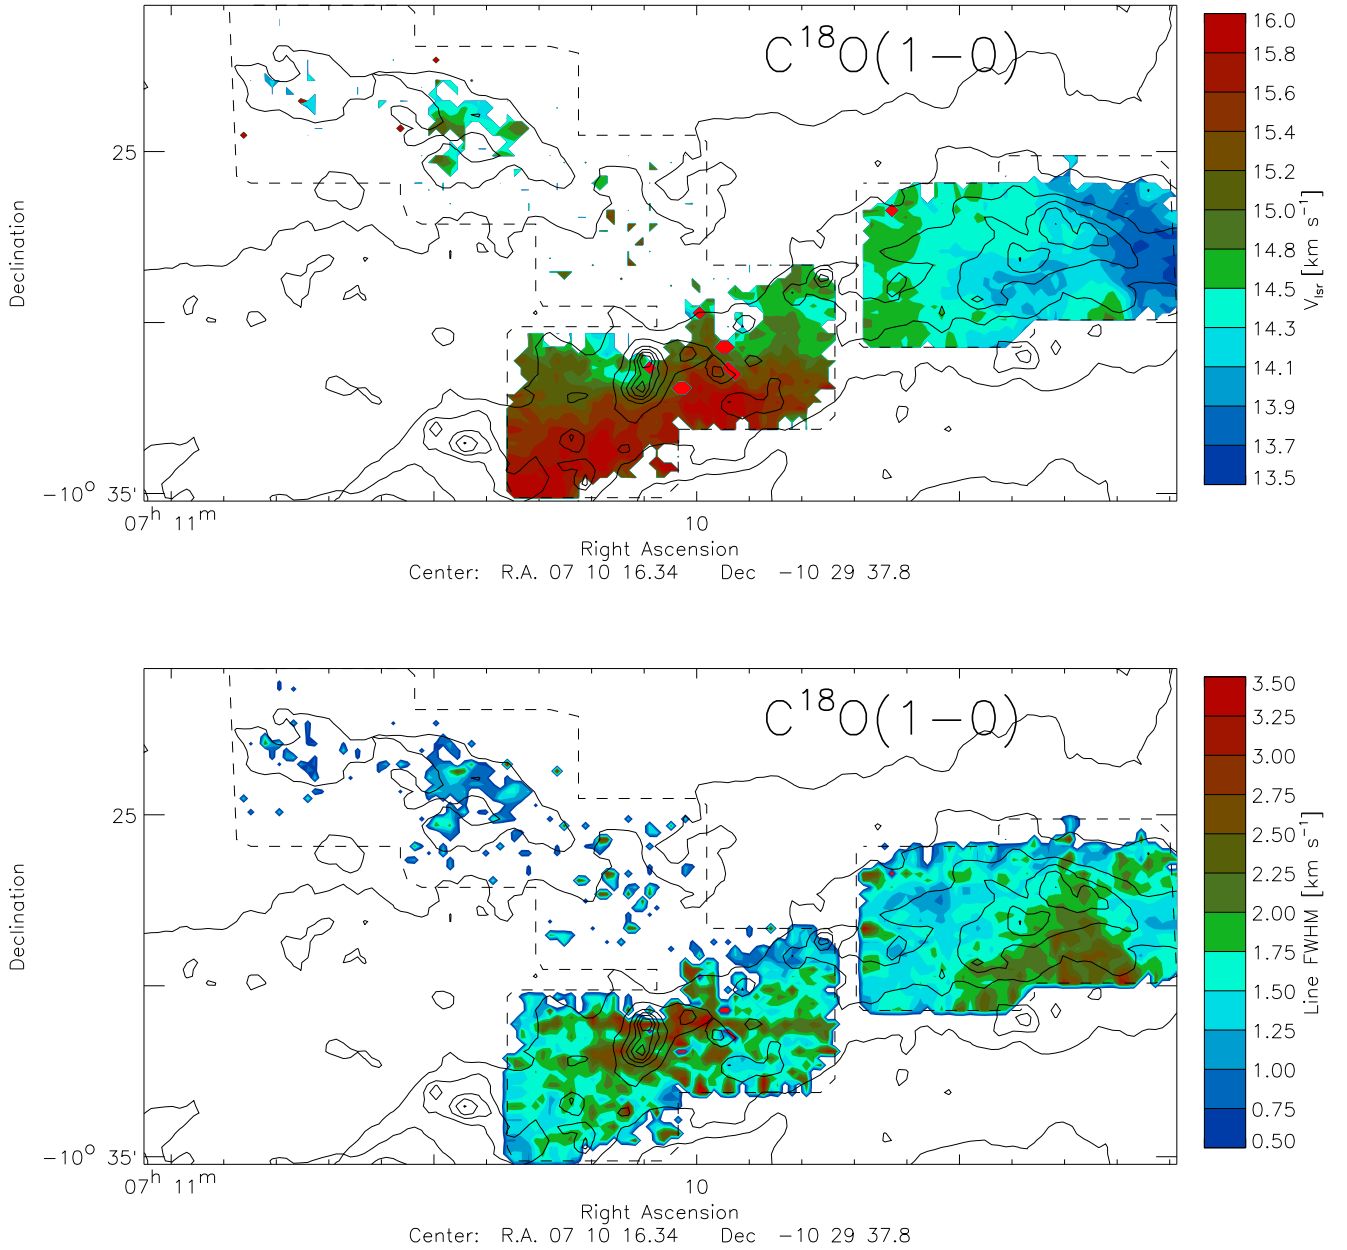 C¹⁸O(1−0)
16.0
15.8
15.6
15.4
15.2
15.0
14.8
14.5
14.3
14.1
13.9
13.7
13.5
V_lsr [km s⁻¹]
Declination
25
−10° 35'
07ʰ 11ᵐ
10
Right Ascension
Center: R.A. 07 10 16.34 Dec −10 29 37.8
C¹⁸O(1−0)
3.50
3.25
3.00
2.75
2.50
2.25
2.00
1.75
1.50
1.25
1.00
0.75
0.50
Line FWHM [km s⁻¹]
Declination
25
−10° 35'
07ʰ 11ᵐ
10
Right Ascension
Center: R.A. 07 10 16.34 Dec −10 29 37.8